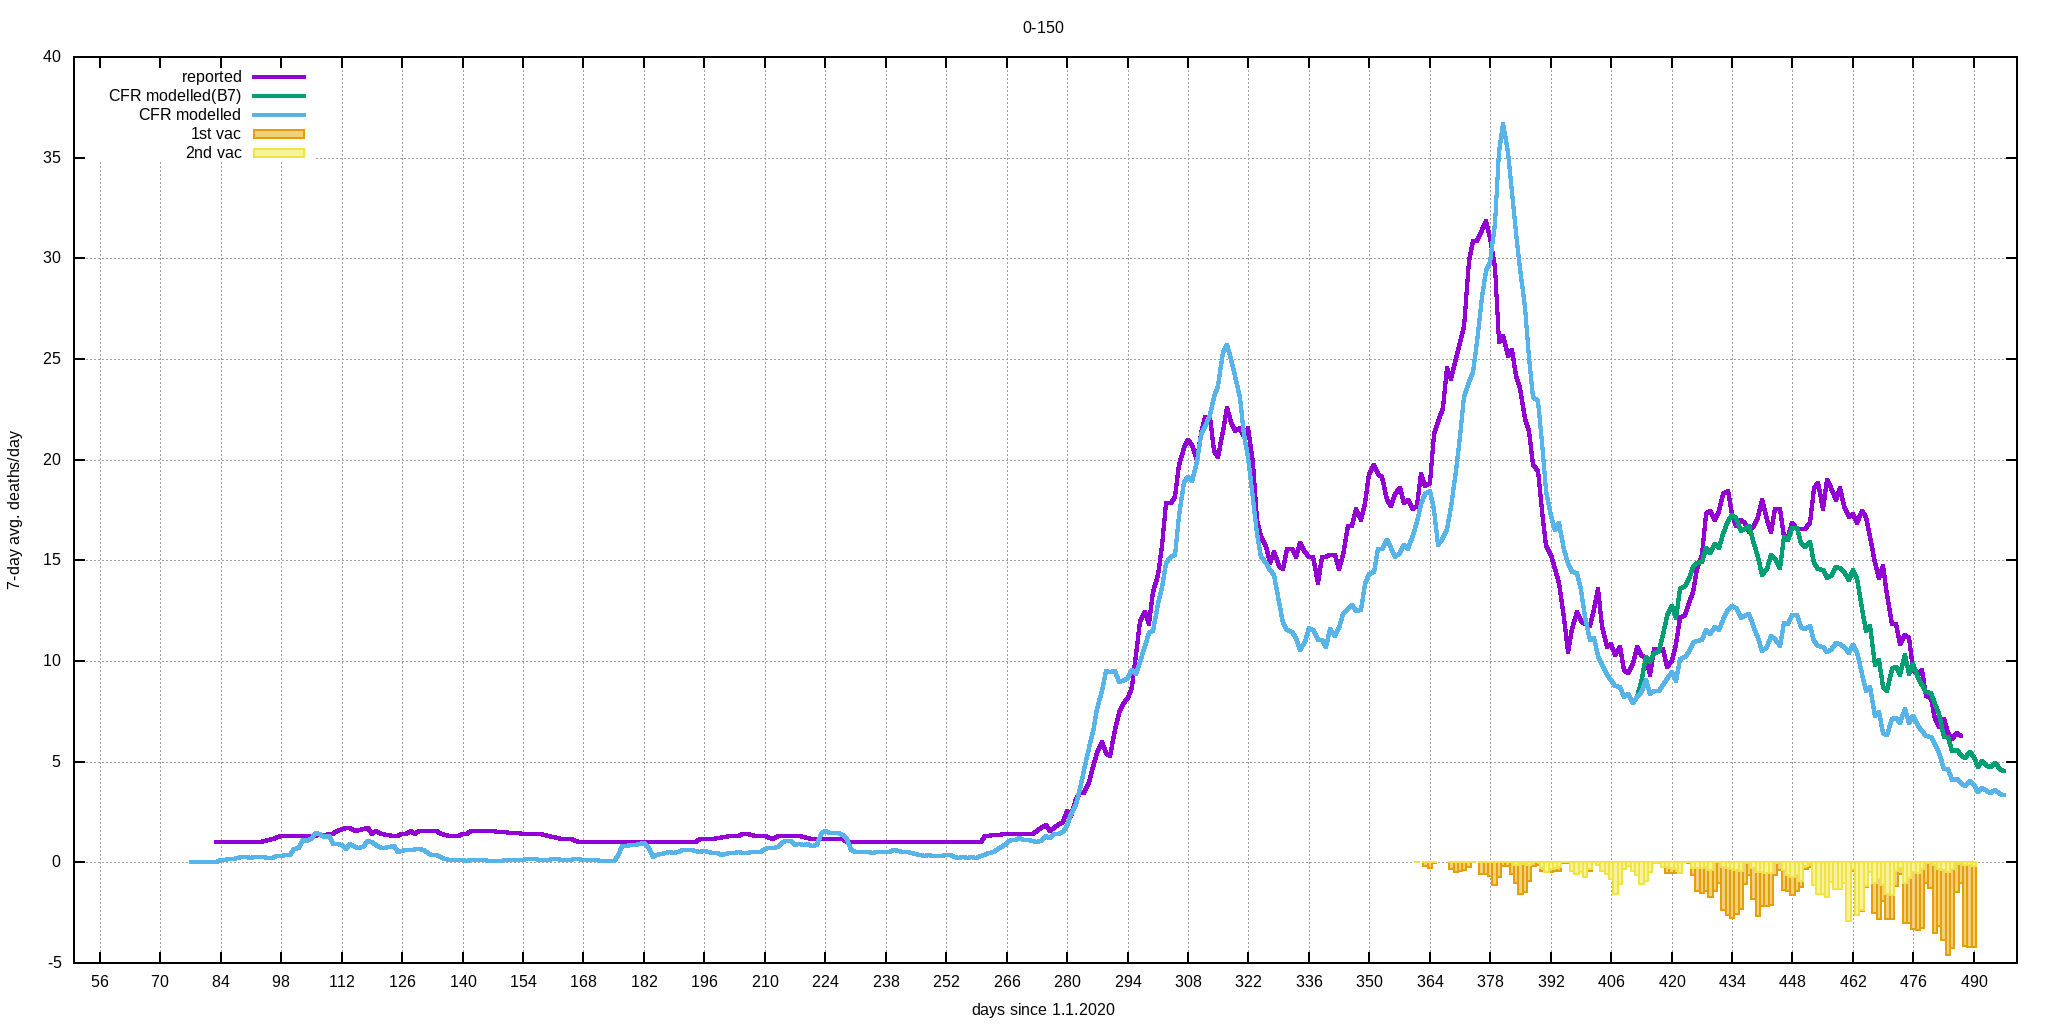 0-150
reported
CFR modelled(B7)
CFR modelled
1st vac
2nd vac
40
35
30
25
20
15
10
5
0
-5
7-day avg. deaths/day
56 70 84 98 112 126 140 154 168 182 196 210 224 238 252 266 280 294 308 322 336 350 364 378 392 406 420 434 448 462 476 490
days since 1.1.2020